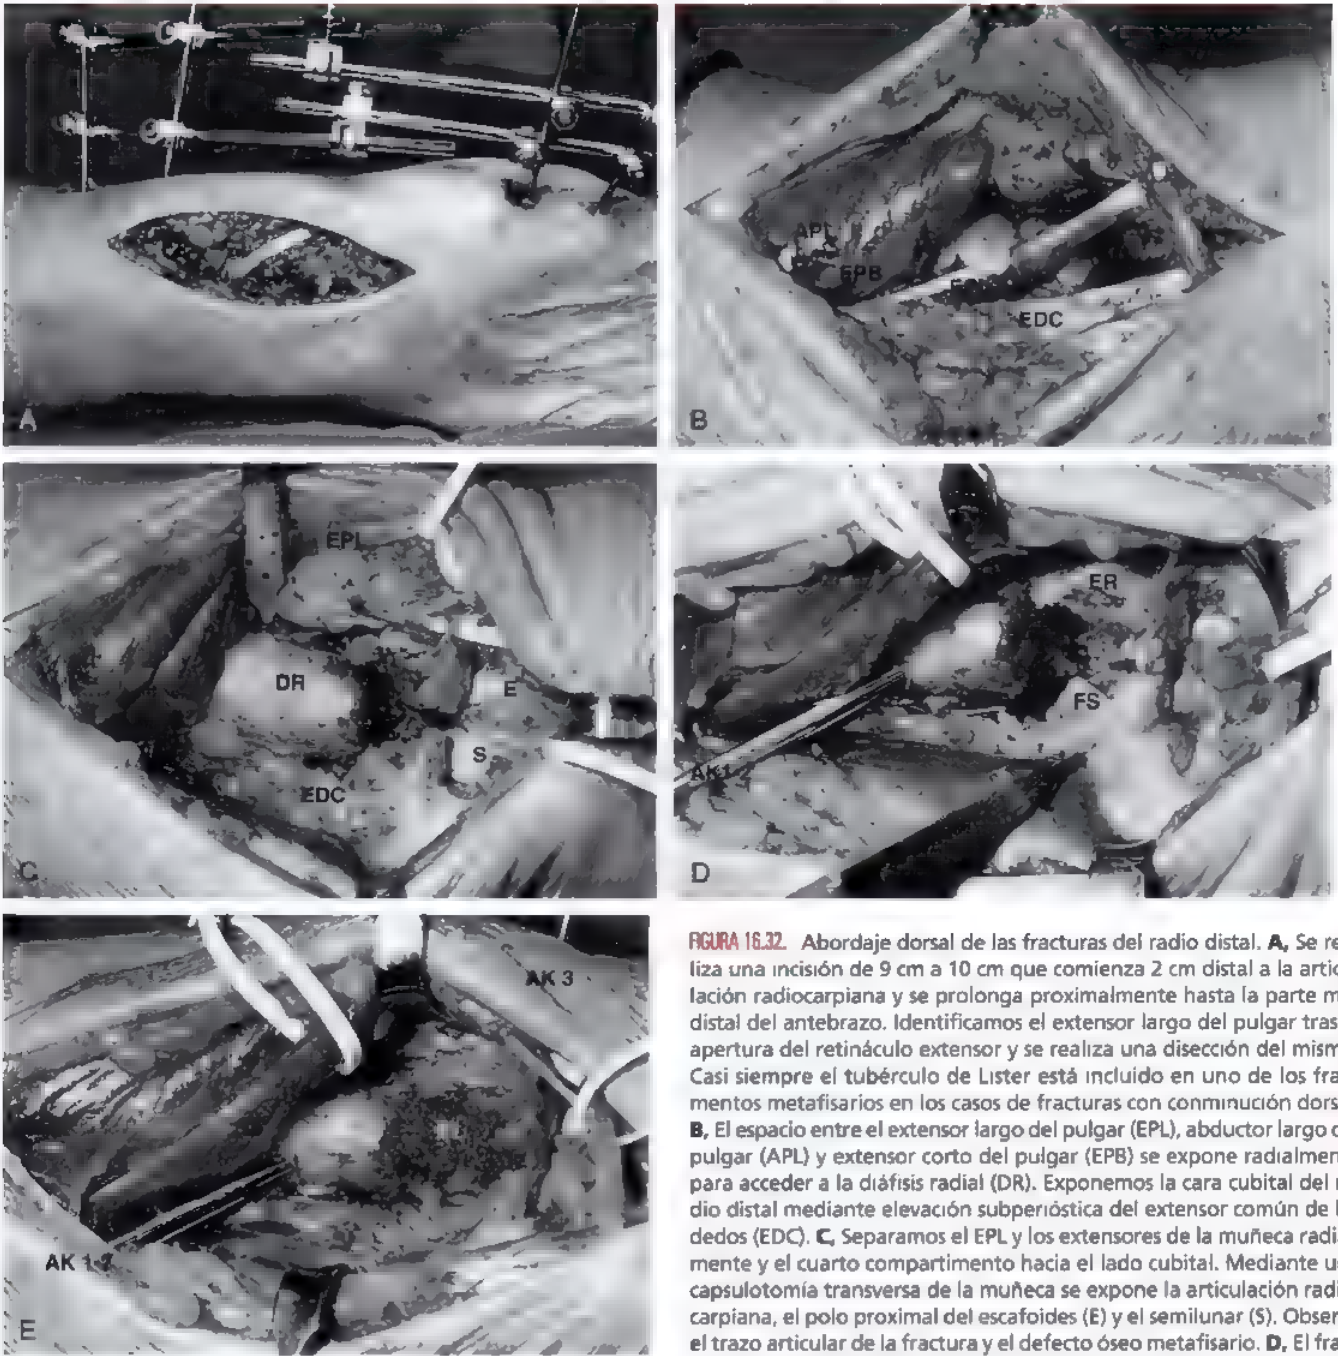 A
APL
EPB
E
EDC
B
EPL
DR
E
S
EDC
C
ER
FS
AK1-2
D
AK 3
AK 1-2
E
FIGURA 16.32. Abordaje dorsal de las fracturas del radio distal. A, Se re
liza una incisión de 9 cm a 10 cm que comienza 2 cm distal a la artic
lación radiocarpiana y se prolonga proximalmente hasta la parte m
distal del antebrazo. Identificamos el extensor largo del pulgar tras
apertura del retináculo extensor y se realiza una disección del mism
Casi siempre el tubérculo de Lister está incluido en uno de los fra
mentos metafisarios en los casos de fracturas con conminución dors
B, El espacio entre el extensor largo del pulgar (EPL), abductor largo d
pulgar (APL) y extensor corto del pulgar (EPB) se expone radialmen
para acceder a la diáfisis radial (DR). Exponemos la cara cubital del r
dio distal mediante elevación subperióstica del extensor común de l
dedos (EDC). C, Separamos el EPL y los extensores de la muñeca radi
mente y el cuarto compartimento hacia el lado cubital. Mediante u
capsulotomía transversa de la muñeca se expone la articulación radi
carpiana, el polo proximal del escafoides (E) y el semilunar (S). Obser
el trazo articular de la fractura y el defecto óseo metafisario. D, El fra